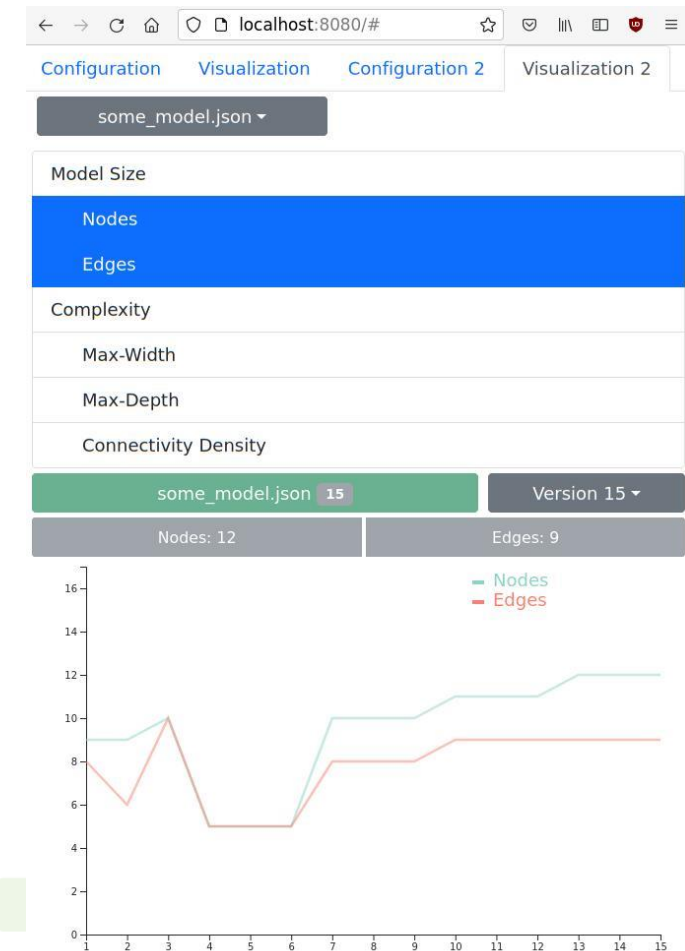 localhost:8080/#
Configuration Visualization Configuration 2 Visualization 2
some_model.json
Model Size
Nodes
Edges
Complexity
Max-Width
Max-Depth
Connectivity Density
some_model.json 15 Version 15
Nodes: 12 Edges: 9
Nodes
Edges
16
14
12
10
8
6
4
2
0
1 2 3 4 5 6 7 8 9 10 11 12 13 14 15